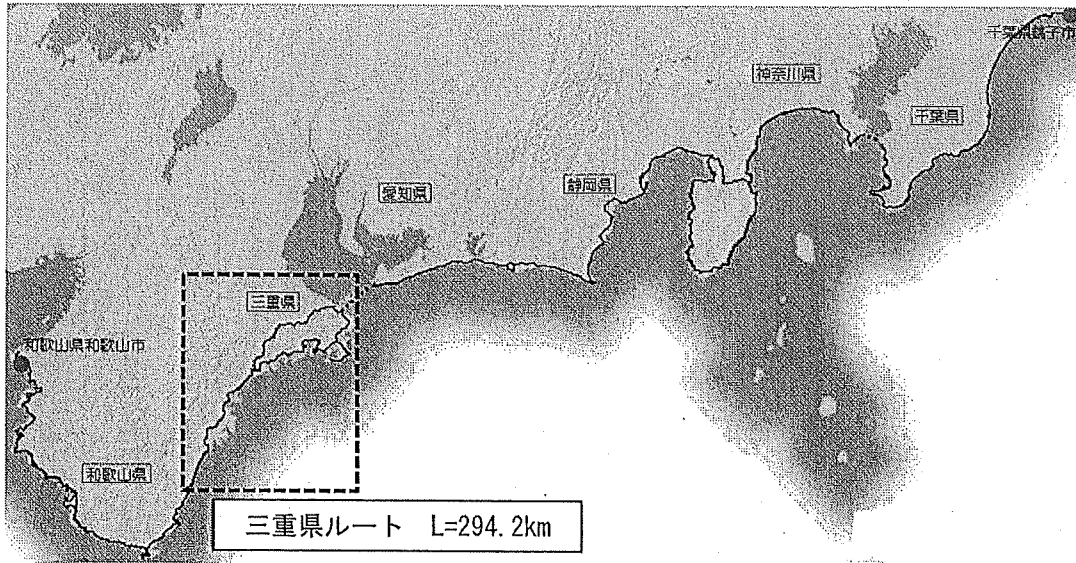 千葉県銚子市
神奈川県
千葉県
静岡県
愛知県
三重県
和歌山県和歌山市
和歌山県
三重県ルート L=294.2km